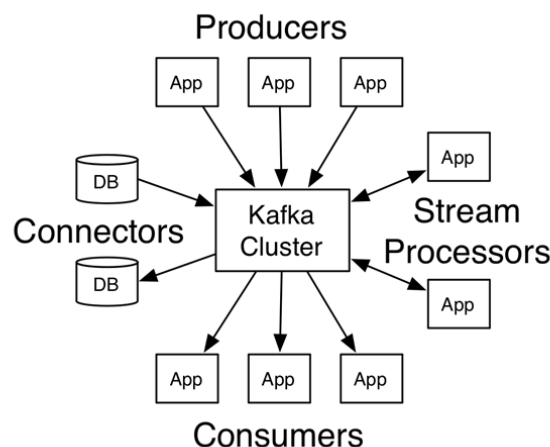 Producers
App
App
App
DB
App
Connectors
Kafka
Cluster
Stream
Processors
DB
App
App
App
App
Consumers